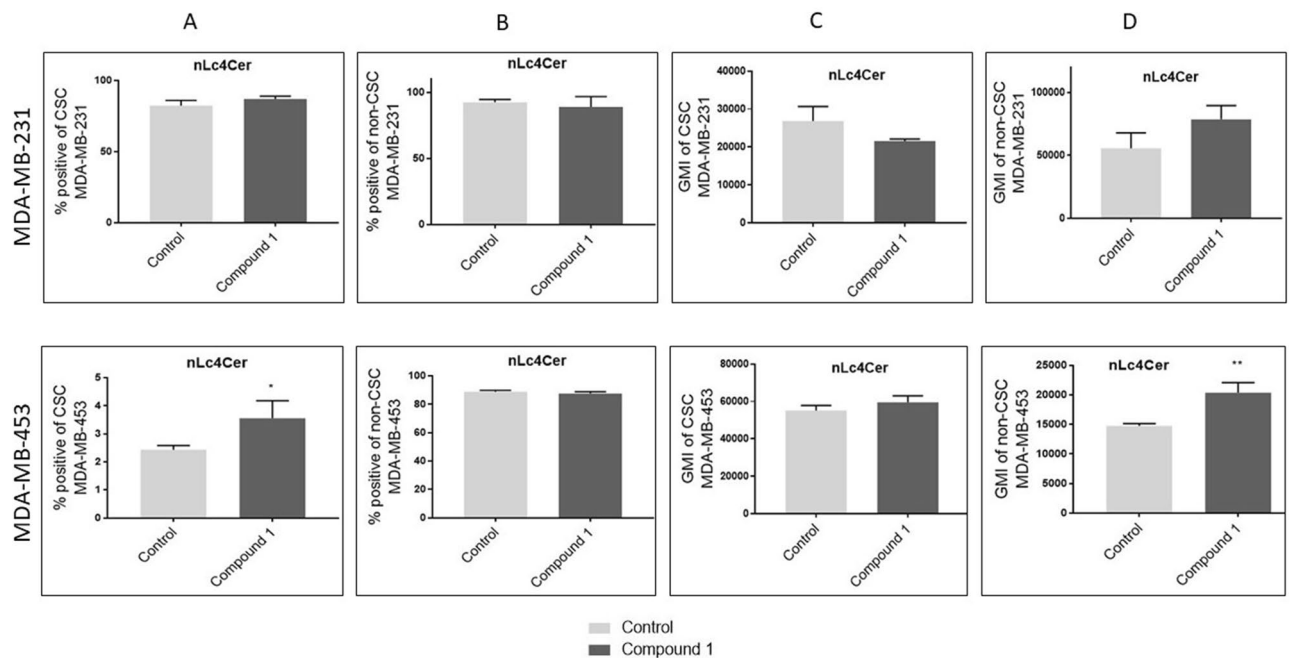 A
B
C
D
MDA-MB-231
nLc4Cer
% positive of CSC
MDA-MB-231
100
50
0
Control
Compound 1
nLc4Cer
% positive of non-CSC
MDA-MB-231
100
50
0
Control
Compound 1
nLc4Cer
GMI of CSC
MDA-MB-231
40000
30000
20000
10000
0
Control
Compound 1
nLc4Cer
GMI of non-CSC
MDA-MB-231
100000
50000
0
Control
Compound 1
MDA-MB-453
nLc4Cer
% positive of CSC
MDA-MB-453
5
4
3
2
1
0
*
Control
Compound 1
nLc4Cer
% positive of non-CSC
MDA-MB-453
100
80
60
40
20
0
Control
Compound 1
nLc4Cer
GMI of CSC
MDA-MB-453
80000
60000
40000
20000
0
Control
Compound 1
nLc4Cer
GMI of non-CSC
MDA-MB-453
25000
20000
15000
10000
5000
0
**
Control
Compound 1
Control
Compound 1